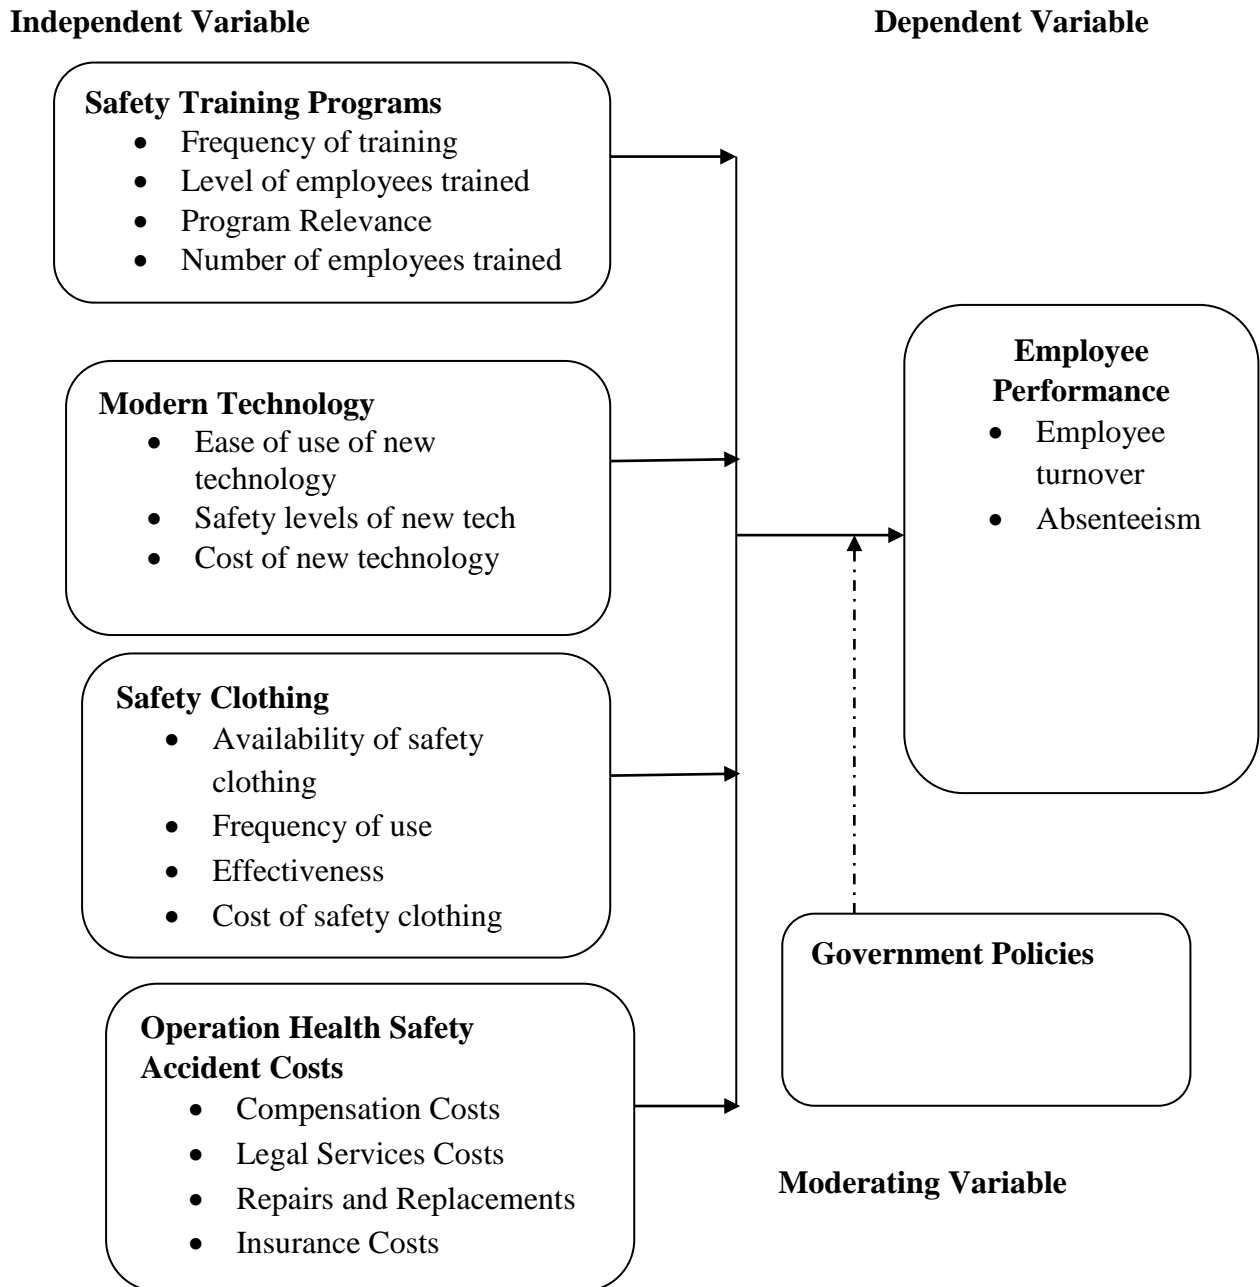 Independent Variable
Dependent Variable
Safety Training Programs
• Frequency of training
• Level of employees trained
• Program Relevance
• Number of employees trained
Modern Technology
• Ease of use of new
technology
• Safety levels of new tech
• Cost of new technology
Safety Clothing
• Availability of safety
clothing
• Frequency of use
• Effectiveness
• Cost of safety clothing
Operation Health Safety
Accident Costs
• Compensation Costs
• Legal Services Costs
• Repairs and Replacements
• Insurance Costs
Employee
Performance
• Employee
turnover
• Absenteeism
Government Policies
Moderating Variable